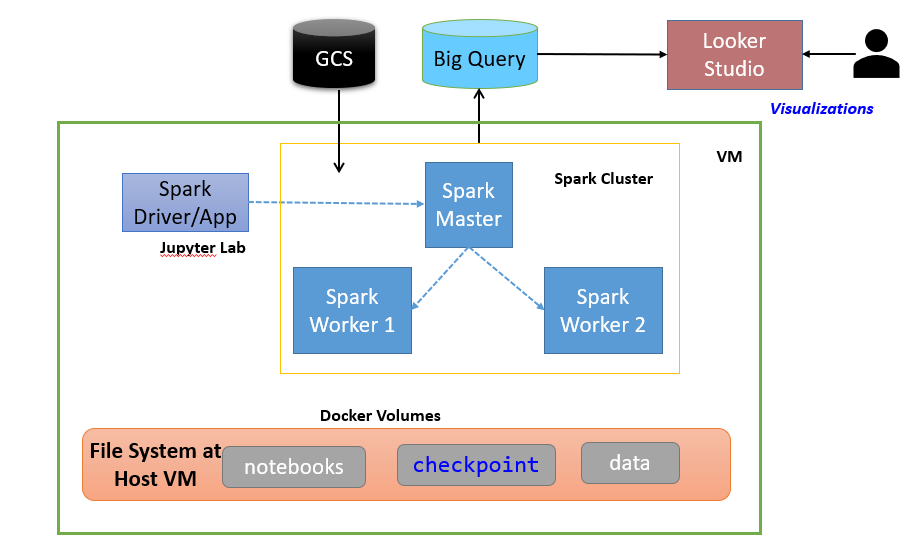 GCS
Big Query
Looker
Studio
Visualizations
VM
Spark Cluster
Spark
Driver/App
Jupyter Lab
Spark
Master
Spark
Worker 1
Spark
Worker 2
Docker Volumes
File System at
Host VM
notebooks
checkpoint
data